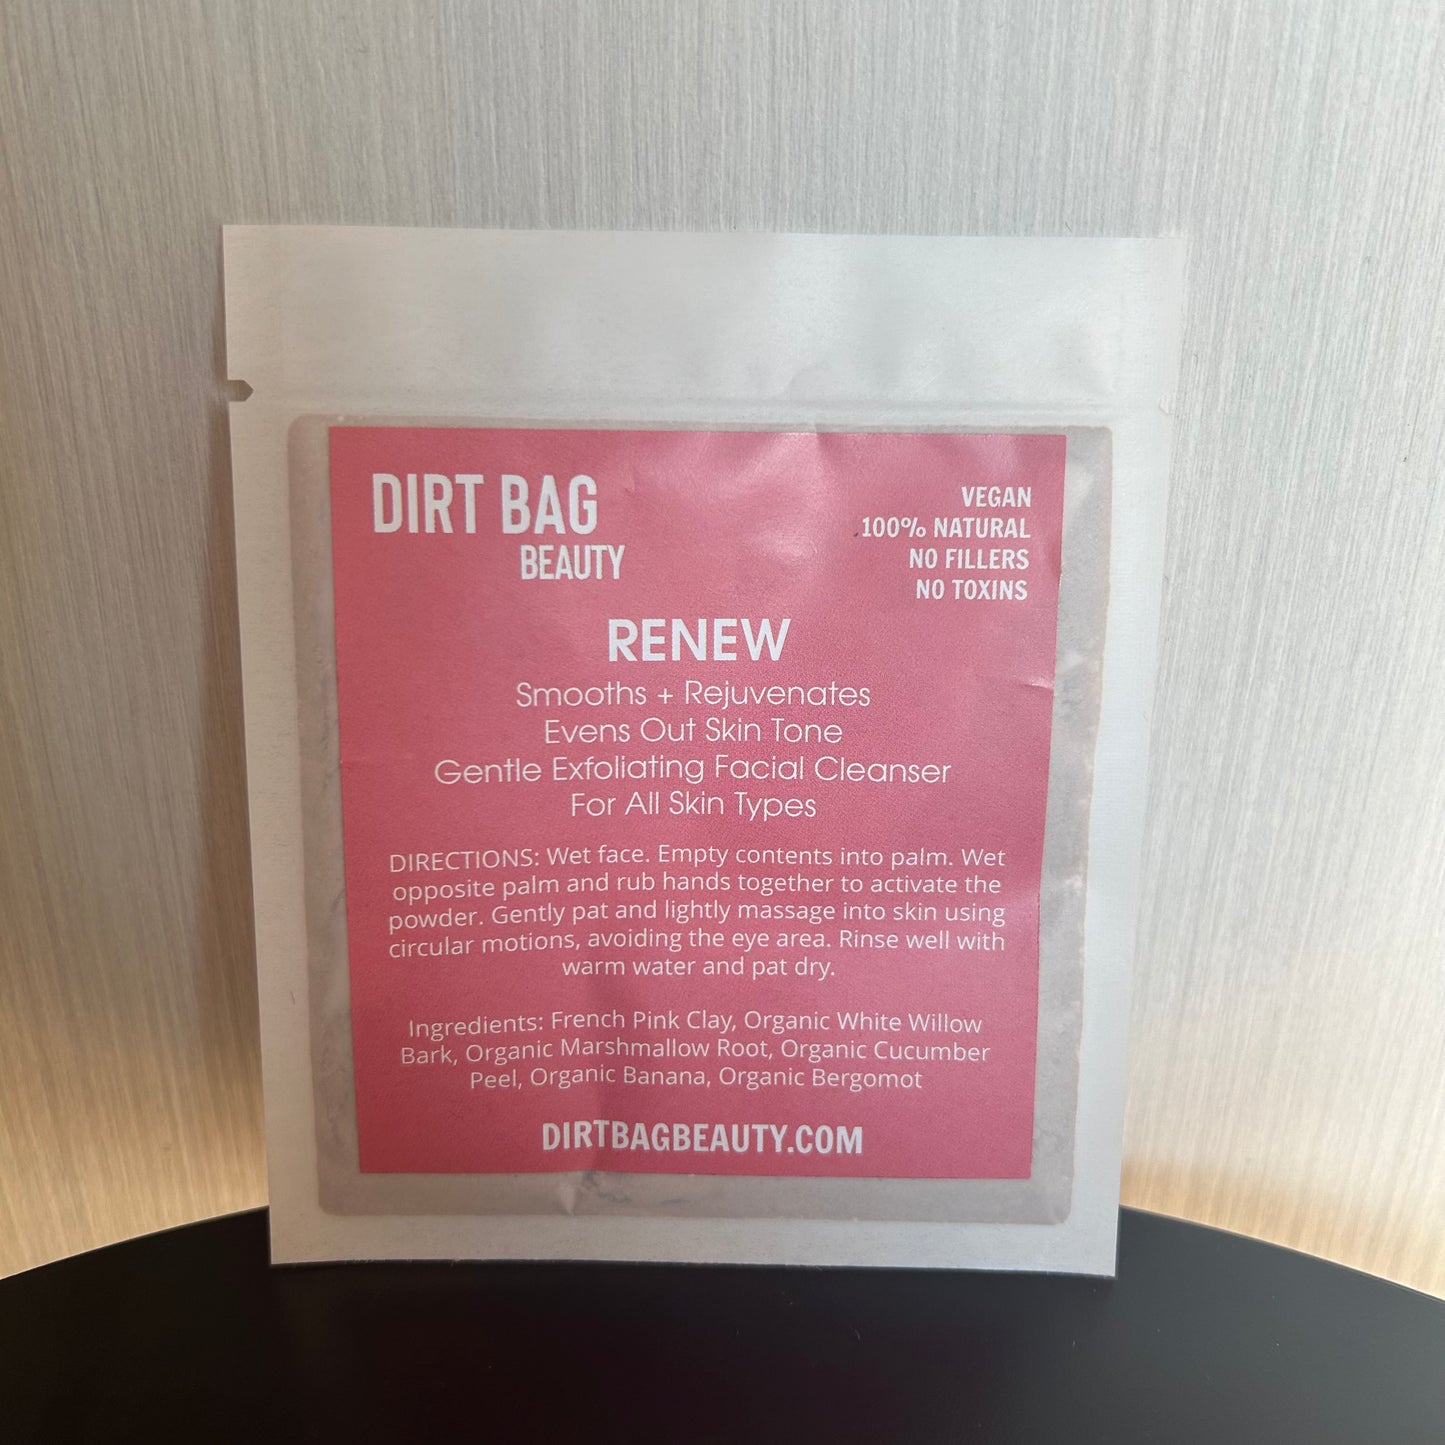 DIRT BAG
BEAUTY
VEGAN
100% NATURAL
NO FILLERS
NO TOXINS
RENEW
Smooths + Rejuvenates
Evens Out Skin Tone
Gentle Exfoliating Facial Cleanser
For All Skin Types
DIRECTIONS: Wet face. Empty contents into palm. Wet
opposite palm and rub hands together to activate the
powder. Gently pat and lightly massage into skin using
circular motions, avoiding the eye area. Rinse well with
warm water and pat dry.
Ingredients: French Pink Clay, Organic White Willow
Bark, Organic Marshmallow Root, Organic Cucumber
Peel, Organic Banana, Organic Bergomot
DIRTBAGBEAUTY.COM